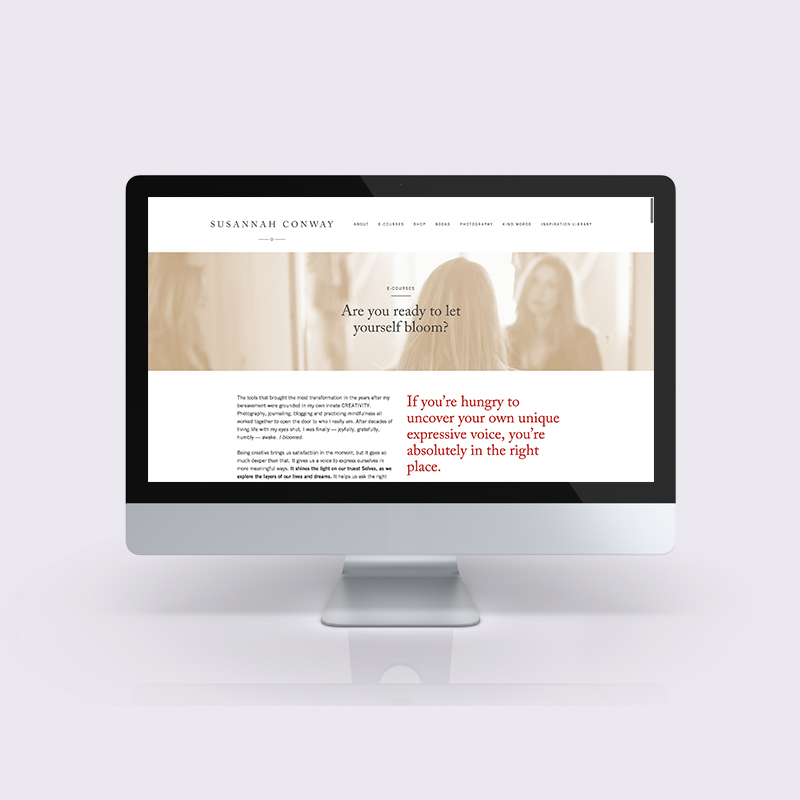 SUSANNAH CONWAY
ABOUT E-COURSES SHOP BOOKS PHOTOGRAPHY KIND WORDS INSPIRATION LIBRARY
E-COURSES
Are you ready to let
yourself bloom?
The tools that brought the most transformation in the years after my
bereavement were grounded in my own innate CREATIVITY.
Photography, journaling, blogging and practicing mindfulness all
worked together to open the door to who I really am. After decades of
living life with my eyes shut, I was finally — joyfully, gratefully,
humbly — awake. I bloomed.
Being creative brings us satisfaction in the moment, but it goes so
much deeper than that. It gives us a voice to express ourselves in
more meaningful ways. It shines the light on our truest Selves, as we
explore the layers of our lives and dreams. It helps us ask the right
If you're hungry to
uncover your own unique
expressive voice, you're
absolutely in the right
place.